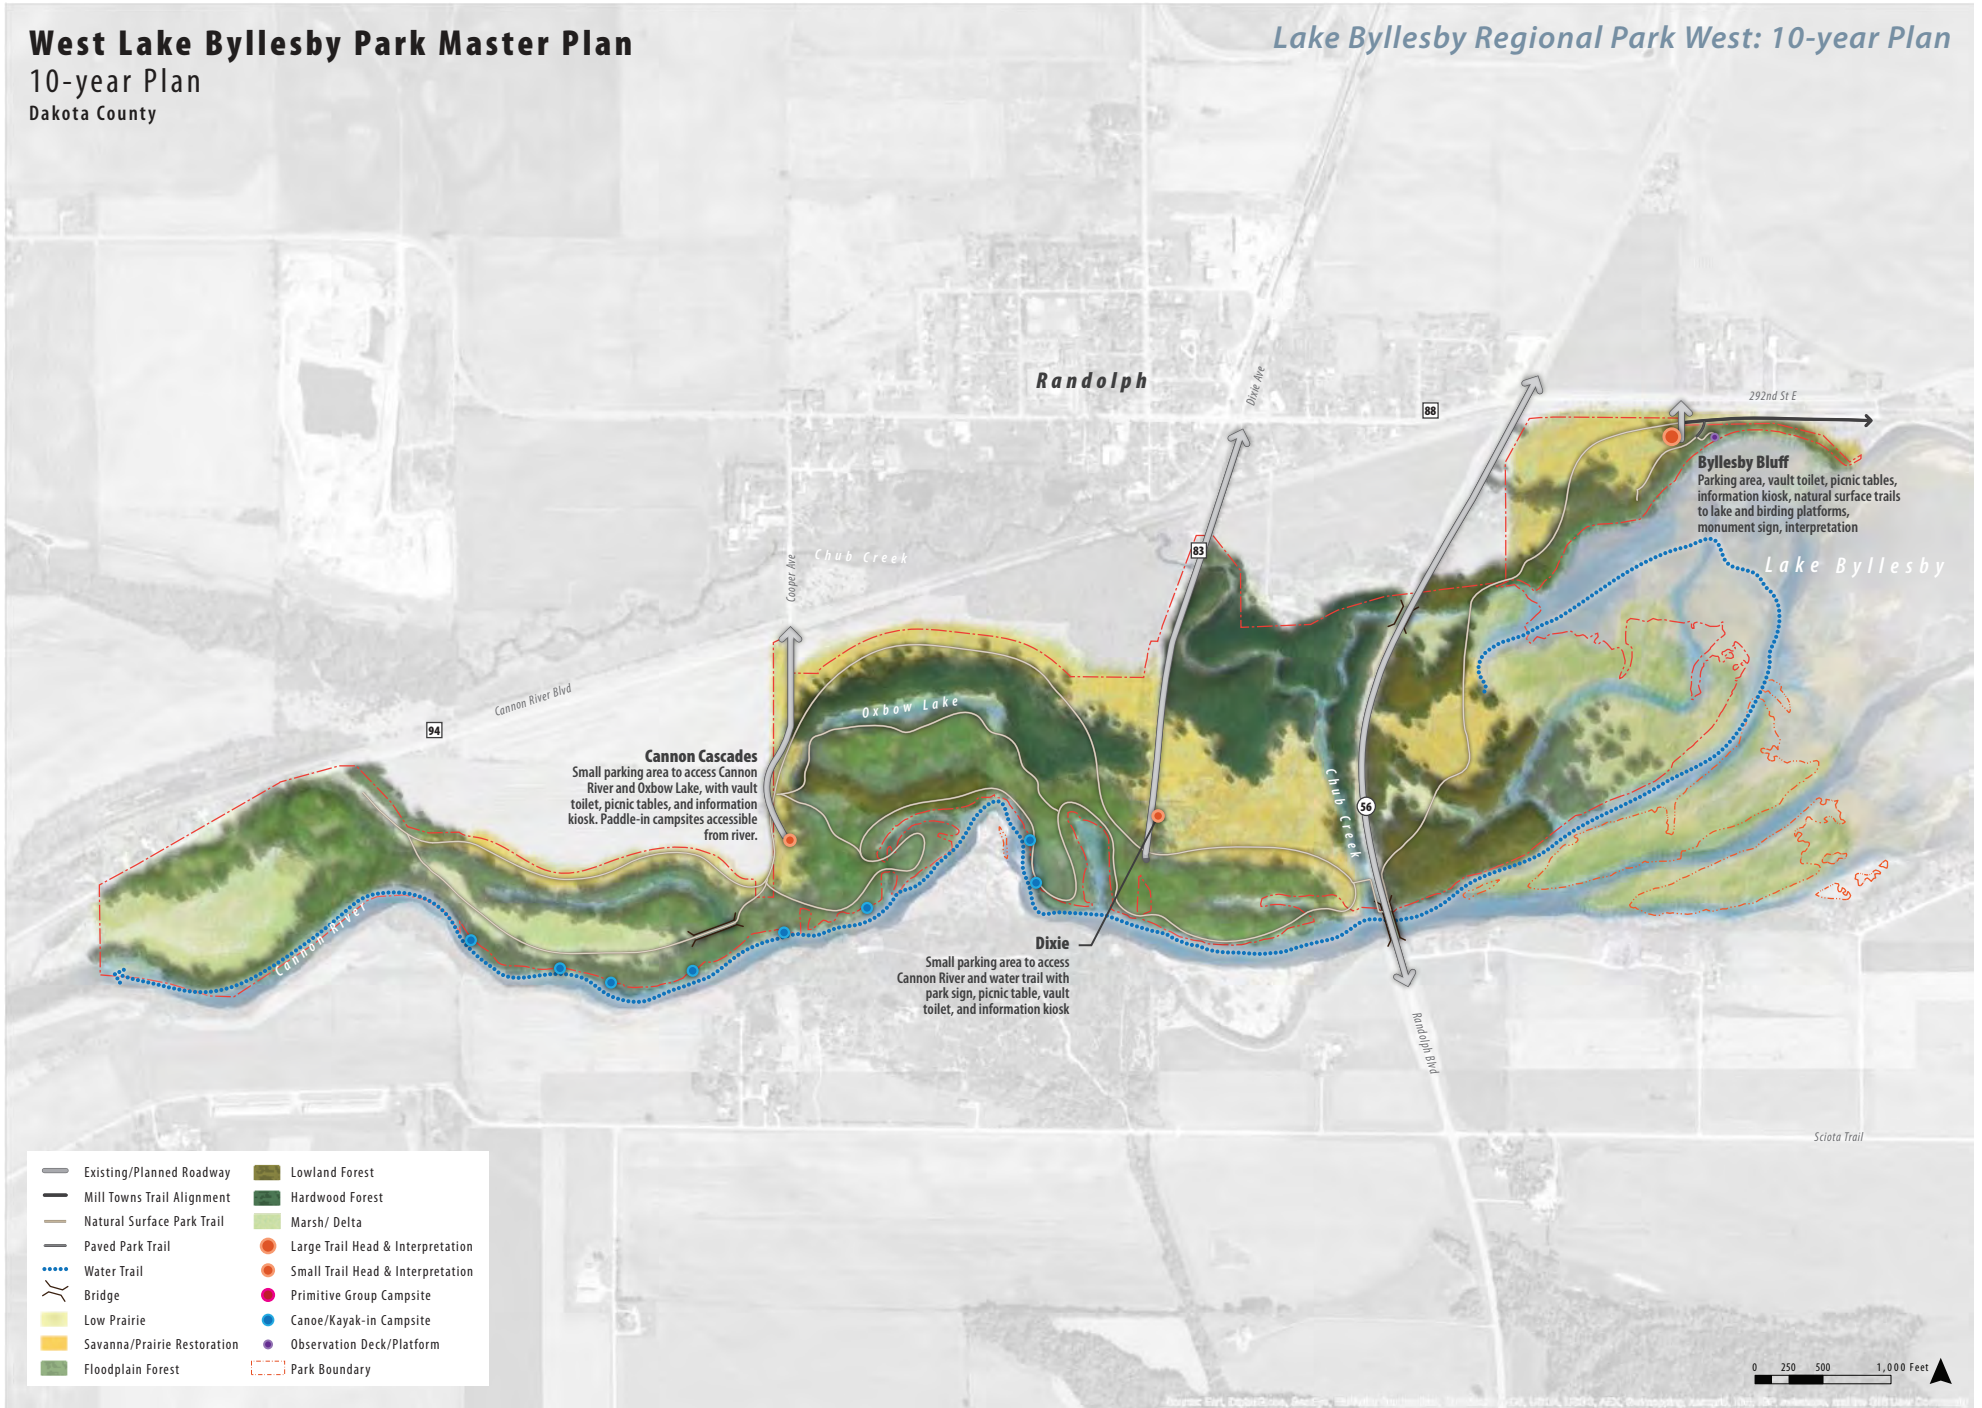 West Lake Byllesby Park Master Plan
10-year Plan
Dakota County
Lake Byllesby Regional Park West: 10-year Plan
Randolph
Dixie Ave
88
292nd St E
Byllesby Bluff
Parking area, vault toilet, picnic tables,
information kiosk, natural surface trails
to lake and birding platforms,
monument sign, interpretation
Lake Byllesby
83
Chub Creek
Cooper Ave
Cannon River Blvd
94
Oxbow Lake
Cannon Cascades
Small parking area to access Cannon
River and Oxbow Lake, with vault
toilet, picnic tables, and information
kiosk. Paddle-in campsites accessible
from river.
Chub Creek
56
Cannon River
Dixie
Small parking area to access
Cannon River and water trail with
park sign, picnic table, vault
toilet, and information kiosk
Randolph Blvd
Sciota Trail
Existing/Planned Roadway
Mill Towns Trail Alignment
Natural Surface Park Trail
Paved Park Trail
Water Trail
Bridge
Low Prairie
Savanna/Prairie Restoration
Floodplain Forest
Lowland Forest
Hardwood Forest
Marsh/ Delta
Large Trail Head & Interpretation
Small Trail Head & Interpretation
Primitive Group Campsite
Canoe/Kayak-in Campsite
Observation Deck/Platform
Park Boundary
0 250 500 1,000 Feet